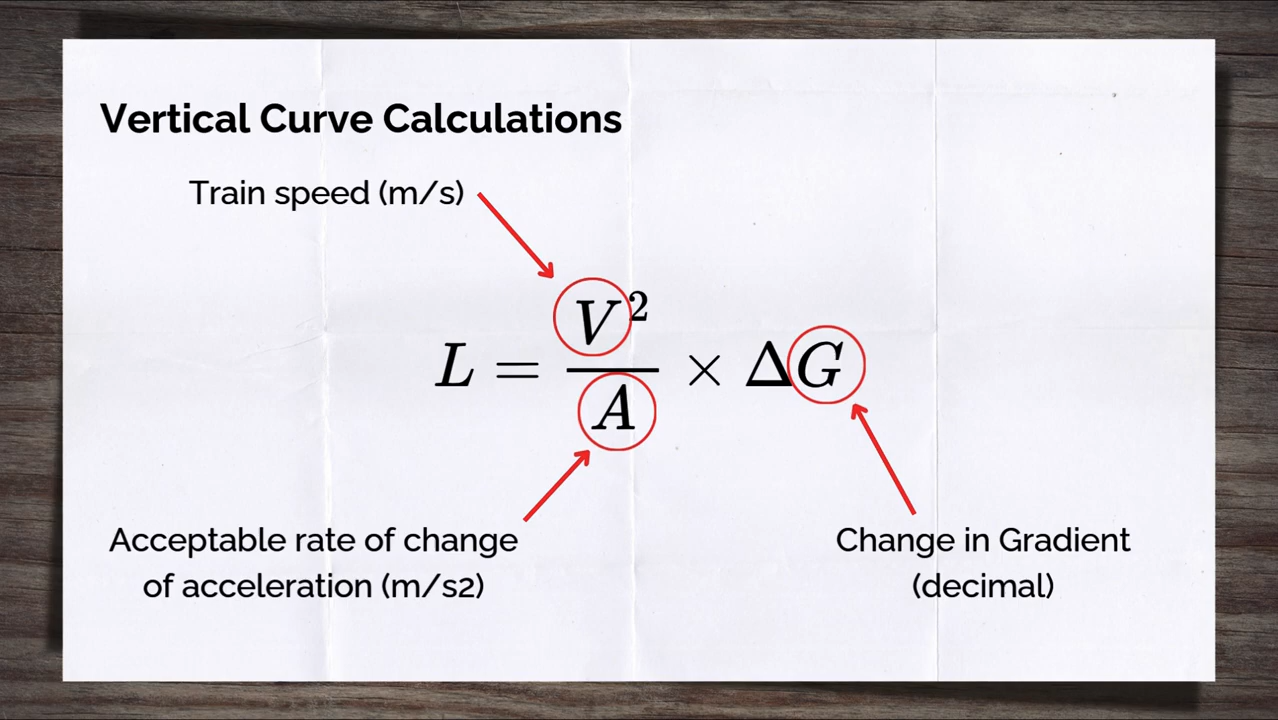 Vertical Curve Calculations
Train speed (m/s)
L = V²/A × ΔG
Acceptable rate of change
of acceleration (m/s2)
Change in Gradient
(decimal)